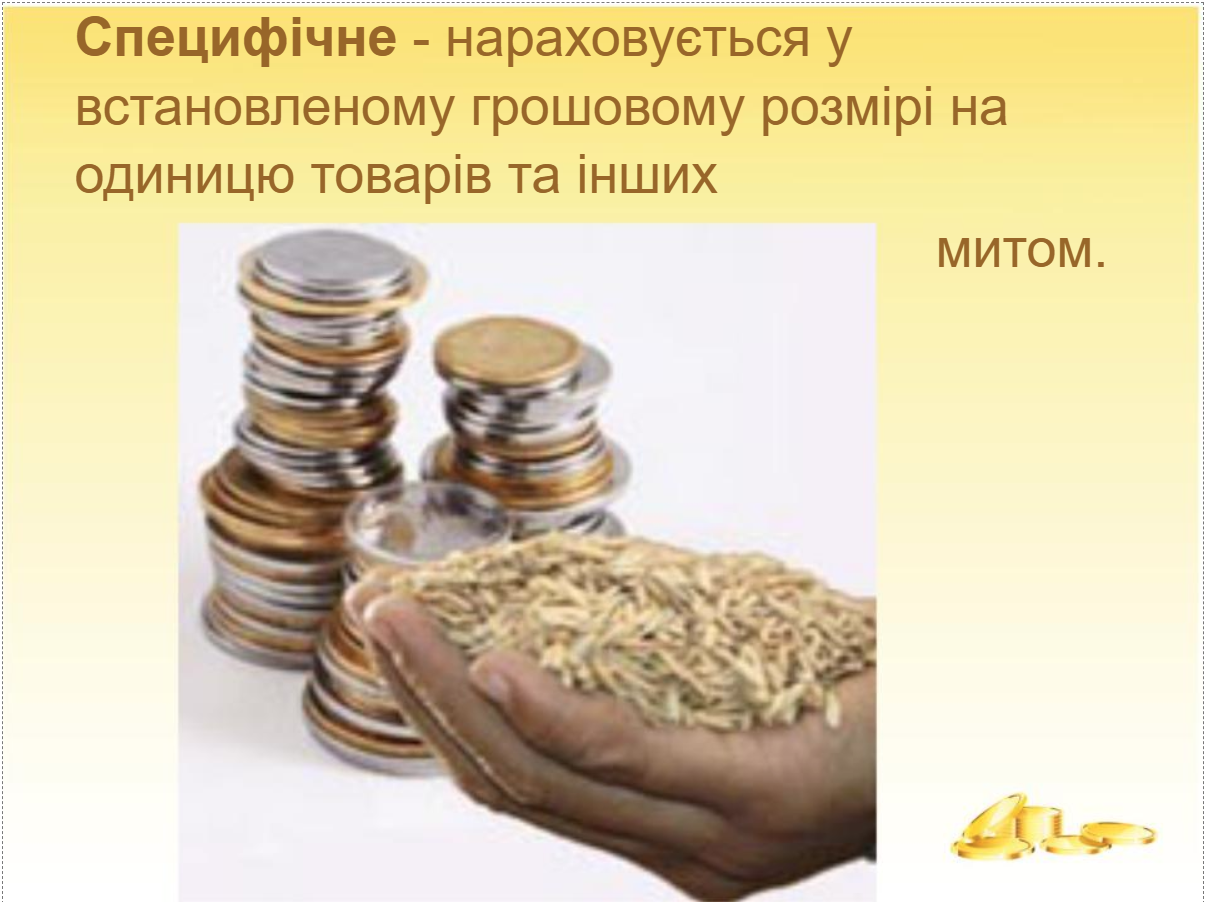 Специфічне - нараховується у
встановленому грошовому розмірі на
одиницю товарів та інших
митом.